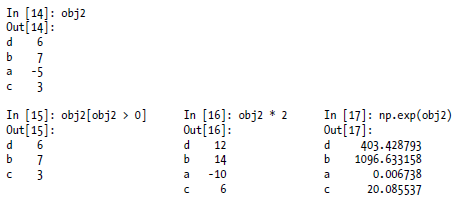 In [14]: obj2
Out[14]:
d 6
b 7
a -5
c 3
In [15]: obj2[obj2 > 0]
Out[15]:
d 6
b 7
c 3
In [16]: obj2 * 2
Out[16]:
d 12
b 14
a -10
c 6
In [17]: np.exp(obj2)
Out[17]:
d 403.428793
b 1096.633158
a 0.006738
c 20.085537